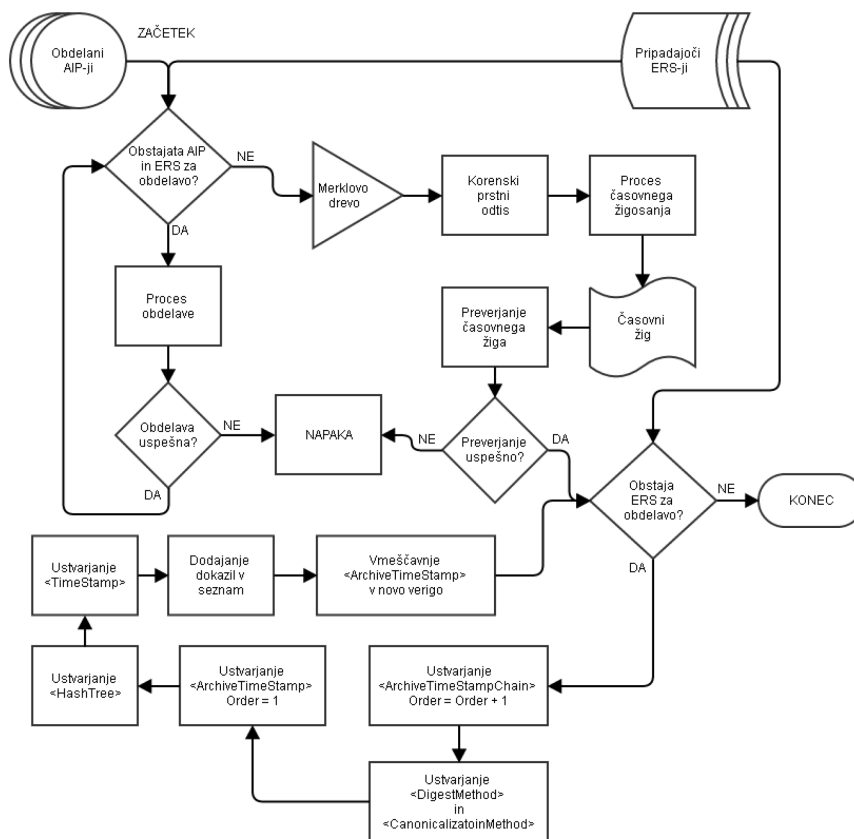 ZAČETEK
Obdelani
AIP-ji
Pripadajoči
ERS-ji
Obstajata AIP
in ERS za
obdelavo?
NE
DA
Merklovo
drevo
Korenski
prstni
odtis
Proces
časovnega
žigosanja
Proces
obdelave
Preverjanje
časovnega
žiga
Časovni
žig
Obdelava
uspešna?
NE
DA
NAPAKA
NE
Preverjanje
uspešno?
DA
Obstaja
ERS za
obdelavo?
NE
DA
KONEC
Ustvarjanje
<TimeStamp>
Dodajanje
dokazil v
seznam
Vmeščavnje
<ArchiveTimeStamp>
v novo verigo
Ustvarjanje
<HashTree>
Ustvarjanje
<ArchiveTimeStamp>
Order = 1
Ustvarjanje
<ArchiveTimeStampChain>
Order = Order + 1
Ustvarjanje
<DigestMethod>
in
<CanonicalizatoinMethod>